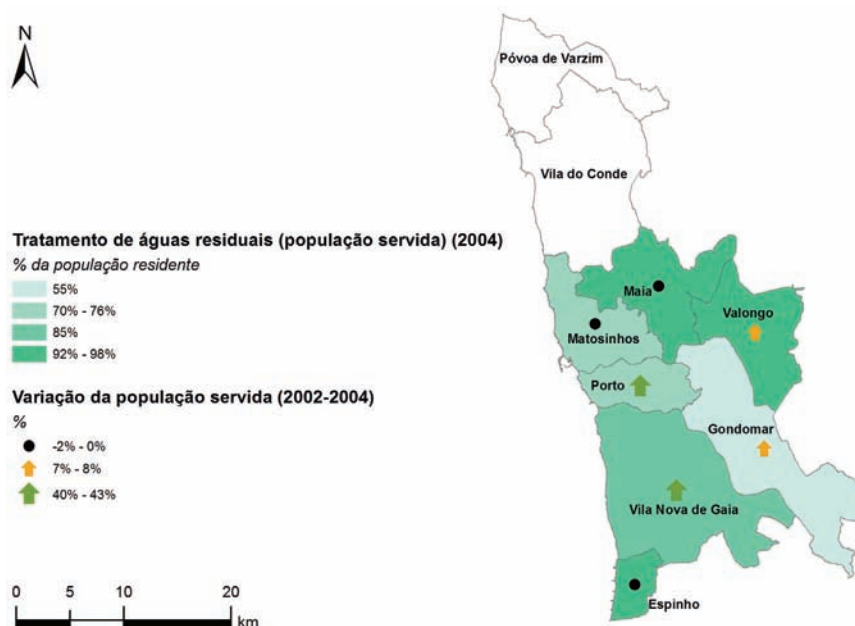 N
Póvoa de Varzim
Vila do Conde
Tratamento de águas residuais (população servida) (2004)
% da população residente
55%
70% - 76%
85%
92% - 98%
Variação da população servida (2002-2004)
%
-2% - 0%
7% - 8%
40% - 43%
Maia
Valongo
Matosinhos
Porto
Gondomar
Vila Nova de Gaia
Espinho
0 5 10 20
km